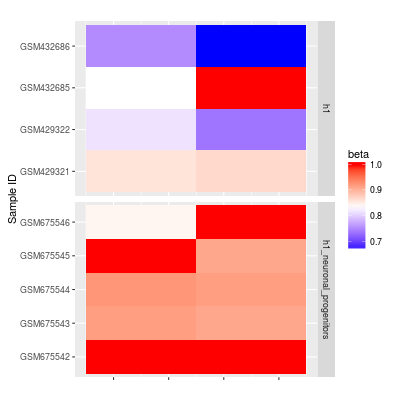 GSM432686
GSM432685
GSM429322
GSM429321
h1
Sample ID
GSM675546
GSM675545
GSM675544
GSM675543
GSM675542
h1_neuronal_progenitors
beta
1.0
0.9
0.8
0.7